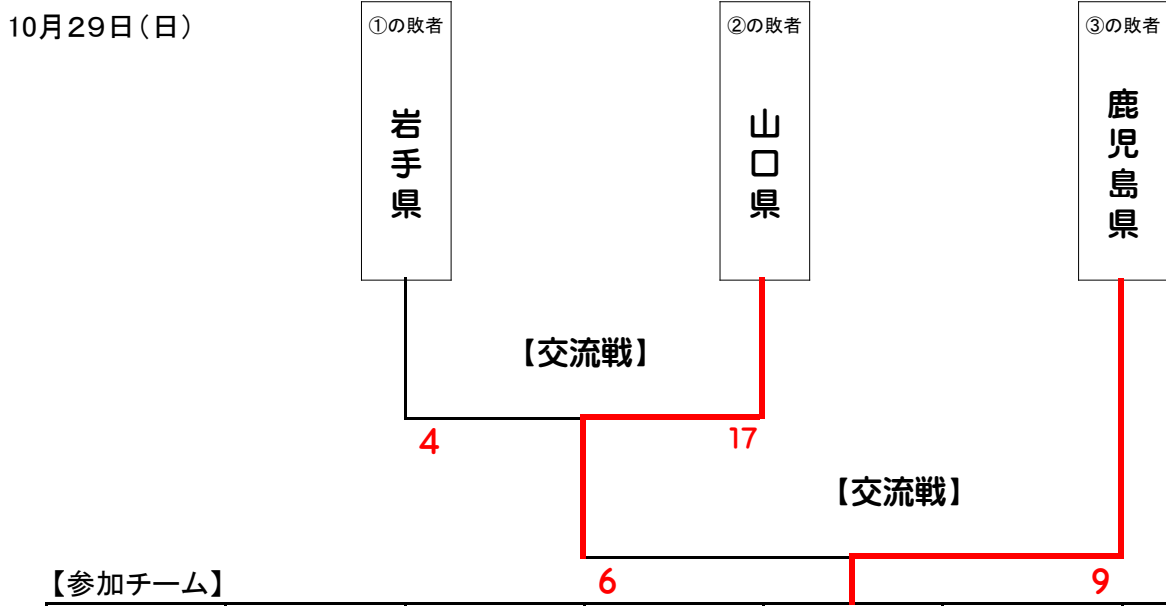 10月29日(日)
①の敗者
②の敗者
③の敗者
岩手県
山口県
鹿児島県
【交流戦】
4
17
【交流戦】
【参加チーム】
6
9